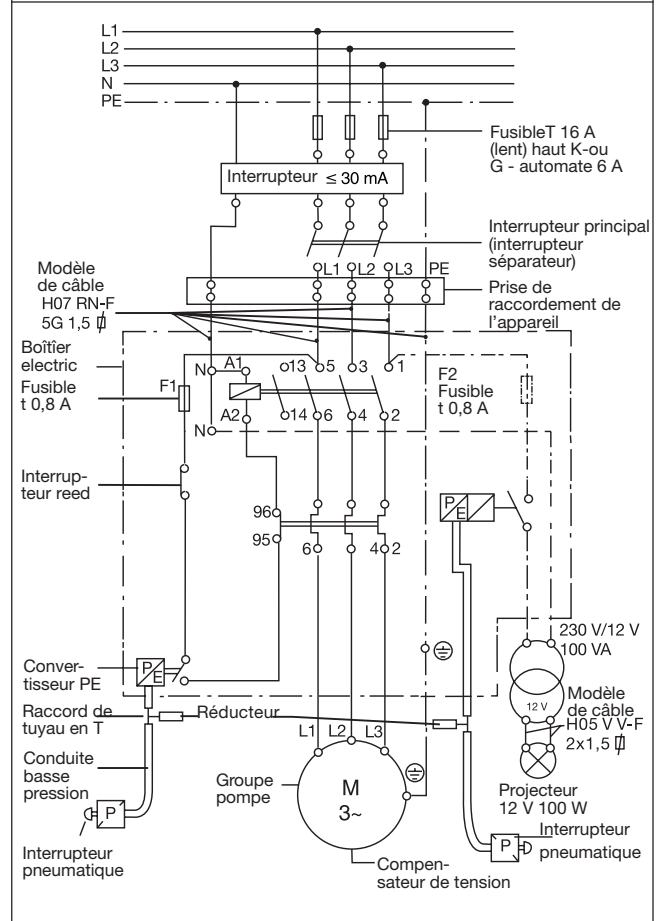 L1
L2
L3
N
PE
FusibleT 16 A
(lent) haut K-ou
G - automate 6 A
Interrupteur ≤ 30 mA
Interrupteur principal
(interrupteur
séparateur)
L1 L2 L3 PE
Modèle
de câble
H07 RN-F
5G 1,5
Prise de
raccordement de
l'appareil
Boîtîer
electric
Fusible
t 0,8 A
F1
N
A1
13 5 3 1
F2
Fusible
t 0,8 A
A2
14 6 4 2
N
Interrup-
teur reed
96
95
6 4 2
P
E
230 V/12 V
100 VA
12 V
Conver-
tisseur PE
P
E
Raccord de
tuyau en T
Réducteur
Modèle
de câble
H05 V V-F
2x1,5
L1 L2 L3
Conduite
basse
pression
Groupe
pompe
M
3~
Projecteur
12 V 100 W
P
Interrupteur
pneumatique
P
Interrupteur
pneumatique
Compen-
sateur de tension